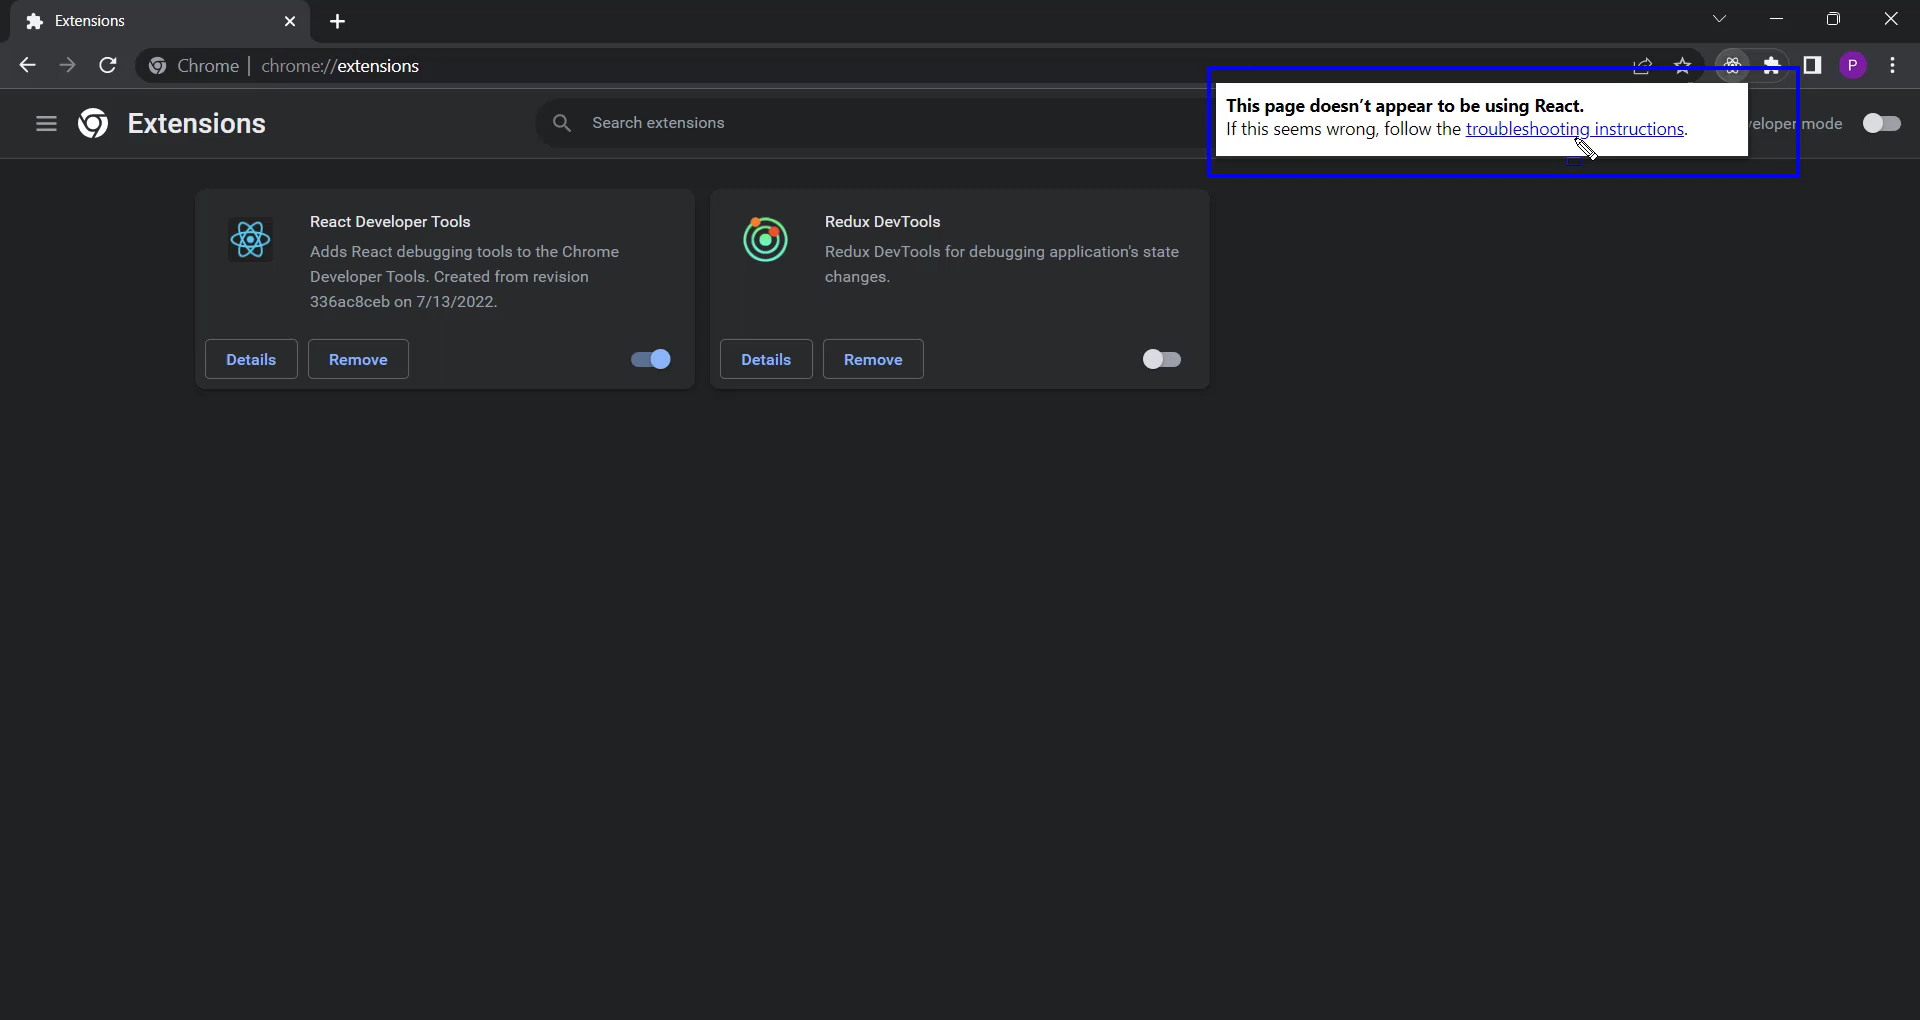 Extensions
Chrome | chrome://extensions
P
Extensions
Search extensions
This page doesn't appear to be using React.
If this seems wrong, follow the troubleshooting instructions.
veloper mode
React Developer Tools
Adds React debugging tools to the Chrome
Developer Tools. Created from revision
336ac8ceb on 7/13/2022.
Details
Remove
Redux DevTools
Redux DevTools for debugging application's state
changes.
Details
Remove